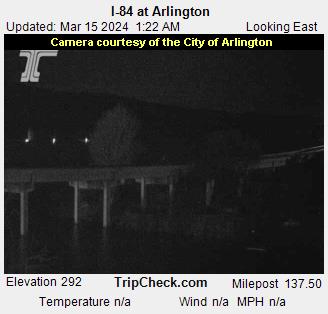 I-84 at Arlington
Updated: Mar 15 2024 1:22 AM Looking East
Camera courtesy of the City of Arlington
Elevation 292 TripCheck.com Milepost 137.50
Temperature n/a Wind n/a MPH n/a